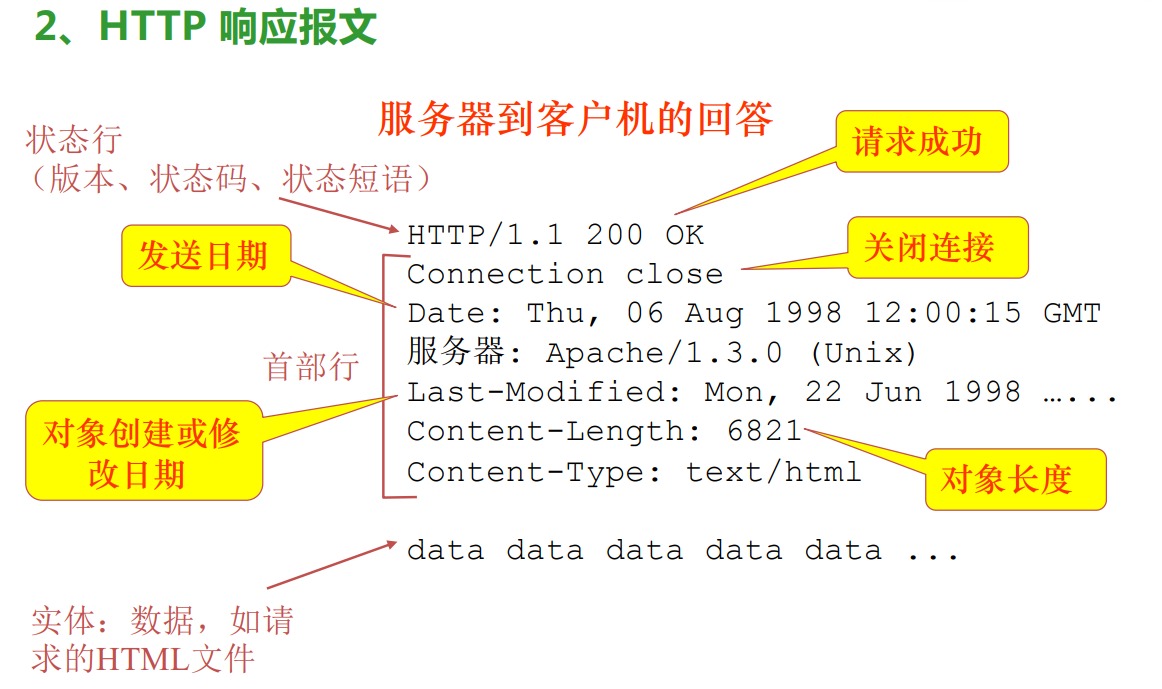 2、HTTP 响应报文
服务器到客户机的回答
状态行
（版本、状态码、状态短语）
请求成功
HTTP/1.1 200 OK
发送日期
关闭连接
Connection close
Date: Thu, 06 Aug 1998 12:00:15 GMT
服务器: Apache/1.3.0 (Unix)
首部行
Last-Modified: Mon, 22 Jun 1998 …...
对象创建或修
改日期
Content-Length: 6821
Content-Type: text/html
对象长度
data data data data data ...
实体：数据，如请
求的HTML文件